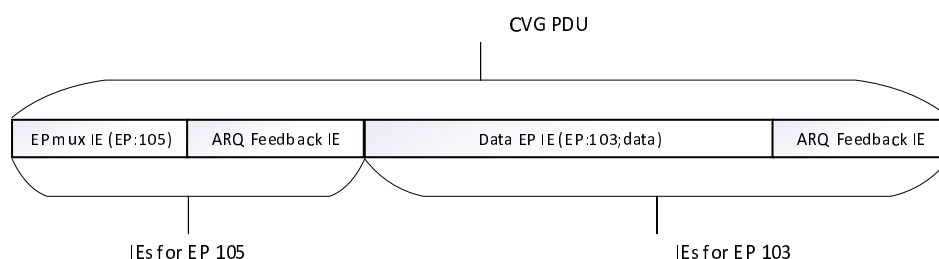 CVG PDU
EPmux IE (EP:105)
ARQ Feedback IE
Data EP IE (EP:103;data)
ARQ Feedback IE
IEs for EP 105
IEs for EP 103